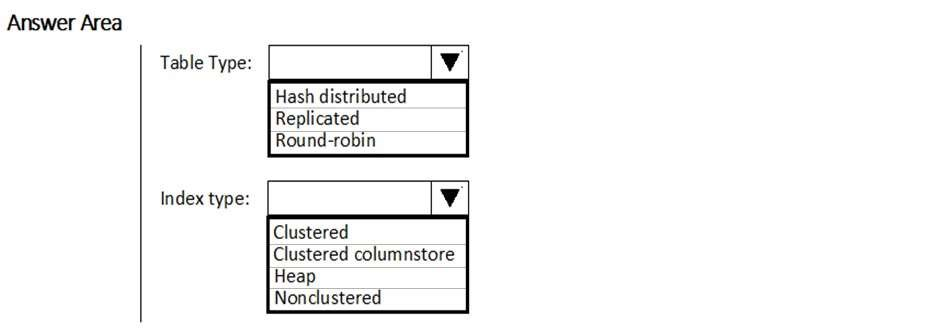 Answer Area
Table Type:
Hash distributed
Replicated
Round-robin
Index type:
Clustered
Clustered columnstore
Heap
Nonclustered